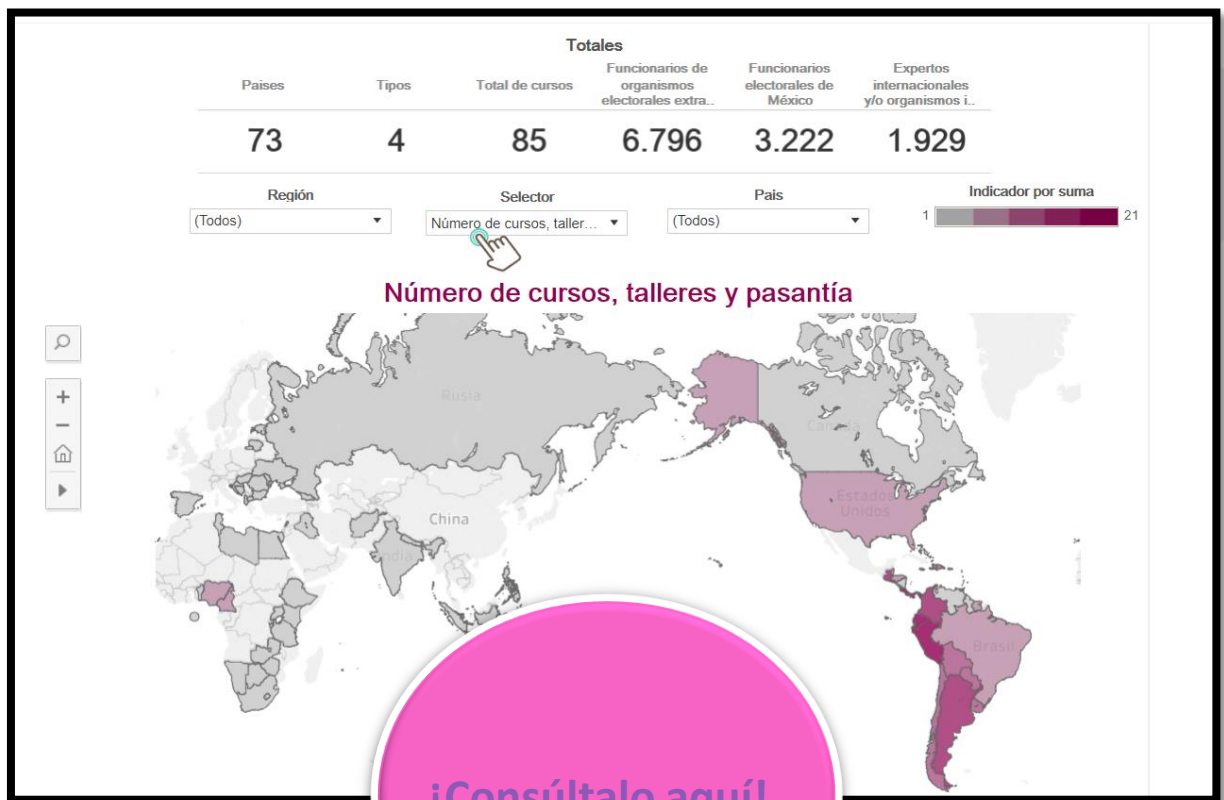 Totales
Paises
Tipos
Total de cursos
Funcionarios de
organismos
electorales extra..
Funcionarios
electorales de
México
Expertos
internacionales
y/o organismos i..
73
4
85
6.796
3.222
1.929
Región
Selector
Pais
Indicador por suma
(Todos)
Número de cursos, taller...
(Todos)
1
21
Número de cursos, talleres y pasantía
Rusia
Canadá
Estados
Unidos
China
India
Brasil
¡Consúltalo aquí!